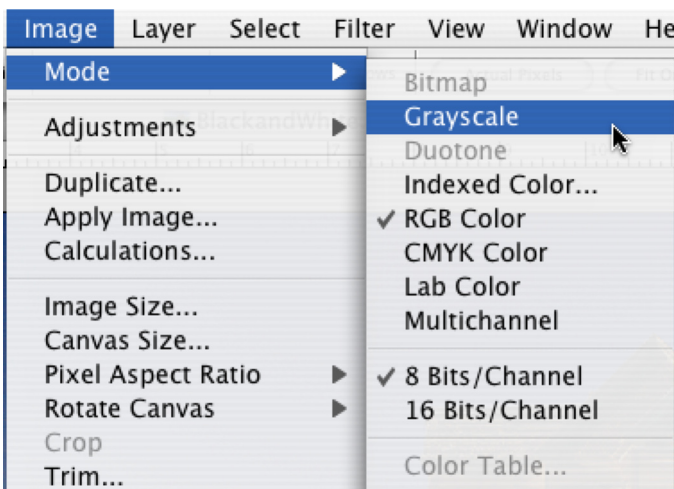 Image Layer Select Filter View Window He
Mode
Adjustments
Duplicate...
Apply Image...
Calculations...
Image Size...
Canvas Size...
Pixel Aspect Ratio
Rotate Canvas
Crop
Trim...
Bitmap
Grayscale
Duotone
Indexed Color...
RGB Color
CMYK Color
Lab Color
Multichannel
8 Bits/Channel
16 Bits/Channel
Color Table...